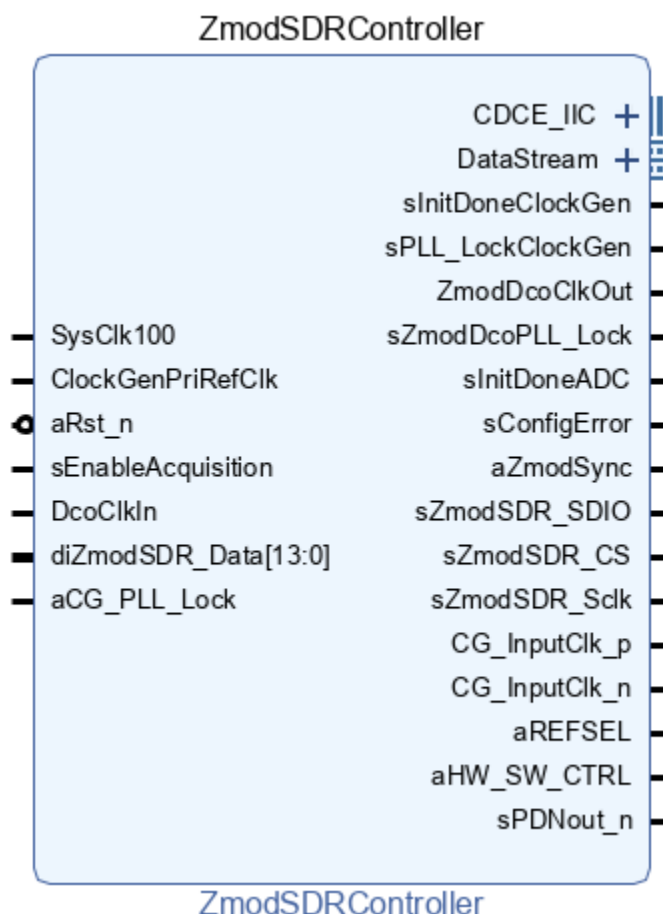 ZmodSDRController
CDCE_IIC
DataStream
sInitDoneClockGen
sPLL_LockClockGen
ZmodDcoClkOut
SysClk100
sZmodDcoPLL_Lock
ClockGenPriRefClk
sInitDoneADC
aRst_n
sConfigError
sEnableAcquisition
aZmodSync
DcoClkIn
sZmodSDR_SDIO
diZmodSDR_Data[13:0]
sZmodSDR_CS
aCG_PLL_Lock
sZmodSDR_Sclk
CG_InputClk_p
CG_InputClk_n
aREFSEL
aHW_SW_CTRL
sPDNout_n
ZmodSDRController